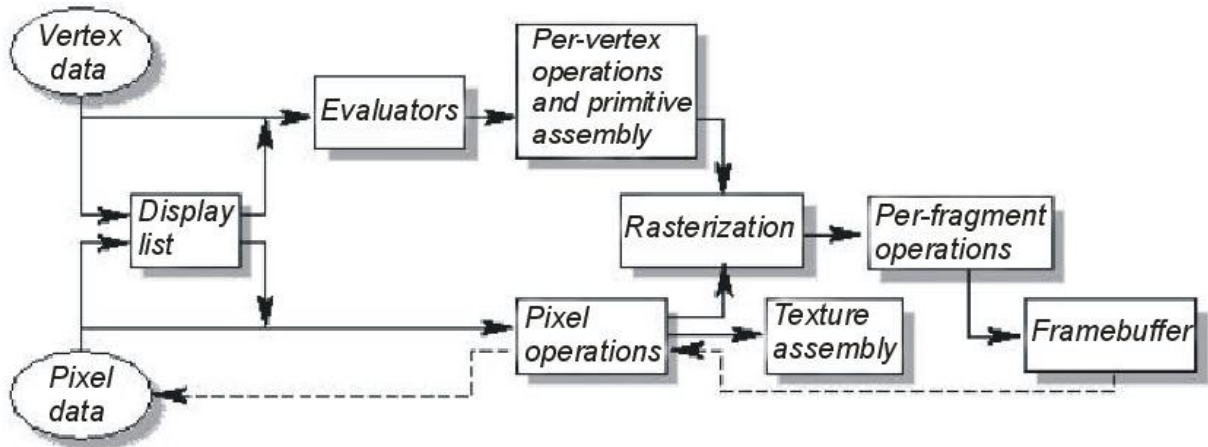 Vertex
data
Evaluators
Per-vertex
operations
and primitive
assembly
Display
list
Rasterization
Per-fragment
operations
Pixel
operations
Texture
assembly
Framebuffer
Pixel
data